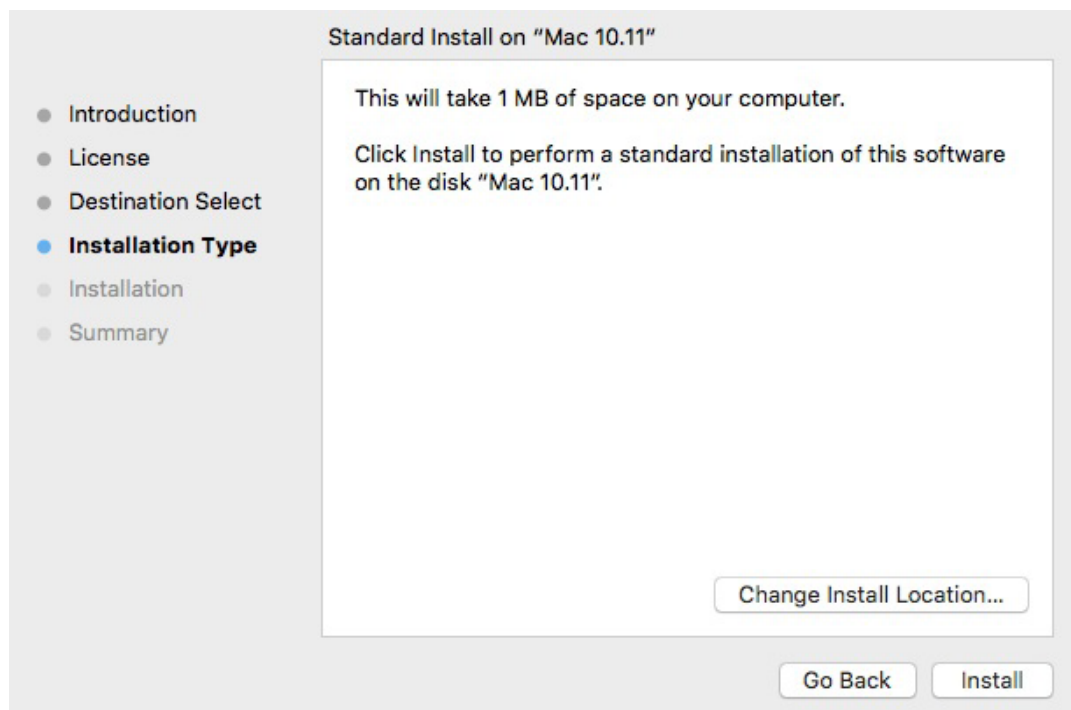 Standard Install on “Mac 10.11”
Introduction
License
Destination Select
Installation Type
Installation
Summary
This will take 1 MB of space on your computer.
Click Install to perform a standard installation of this software
on the disk “Mac 10.11”.
Change Install Location...
Go Back
Install